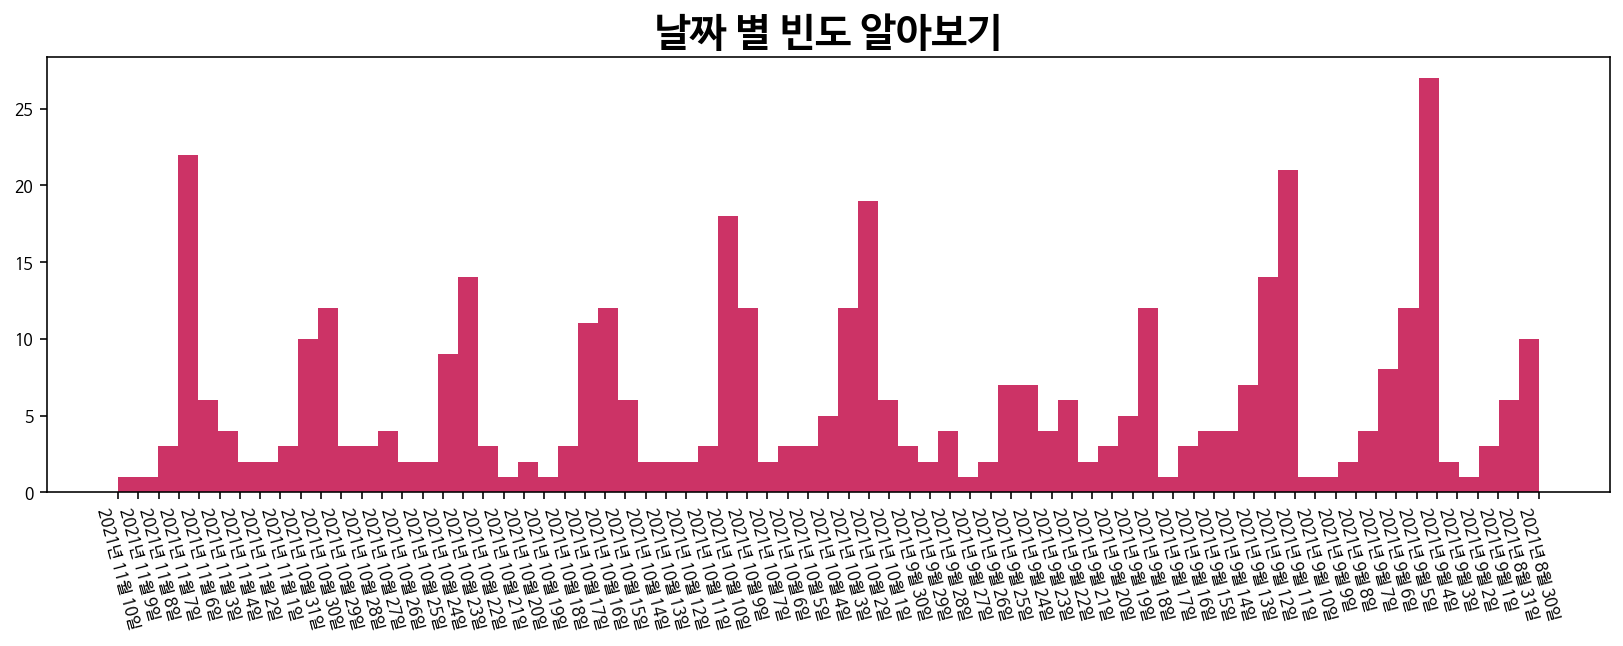 날짜 별 빈도 알아보기
25
20
15
10
5
0
2021년 11월 10일
2021년 11월 9일
2021년 11월 8일
2021년 11월 7일
2021년 11월 6일
2021년 11월 3일
2021년 11월 4일
2021년 11월 2일
2021년 11월 1일
2021년 10월 31일
2021년 10월 30일
2021년 10월 29일
2021년 10월 28일
2021년 10월 27일
2021년 10월 26일
2021년 10월 25일
2021년 10월 24일
2021년 10월 23일
2021년 10월 22일
2021년 10월 21일
2021년 10월 20일
2021년 10월 19일
2021년 10월 18일
2021년 10월 17일
2021년 10월 16일
2021년 10월 15일
2021년 10월 14일
2021년 10월 13일
2021년 10월 12일
2021년 10월 11일
2021년 10월 10일
2021년 10월 9일
2021년 10월 7일
2021년 10월 6일
2021년 10월 5일
2021년 10월 4일
2021년 10월 3일
2021년 10월 2일
2021년 10월 1일
2021년 9월 30일
2021년 9월 29일
2021년 9월 28일
2021년 9월 27일
2021년 9월 26일
2021년 9월 25일
2021년 9월 24일
2021년 9월 23일
2021년 9월 22일
2021년 9월 21일
2021년 9월 20일
2021년 9월 19일
2021년 9월 17일
2021년 9월 16일
2021년 9월 15일
2021년 9월 14일
2021년 9월 13일
2021년 9월 12일
2021년 9월 11일
2021년 9월 10일
2021년 9월 9일
2021년 9월 8일
2021년 9월 7일
2021년 9월 6일
2021년 9월 5일
2021년 9월 4일
2021년 9월 3일
2021년 9월 2일
2021년 9월 1일
2021년 8월 31일
2021년 8월 30일